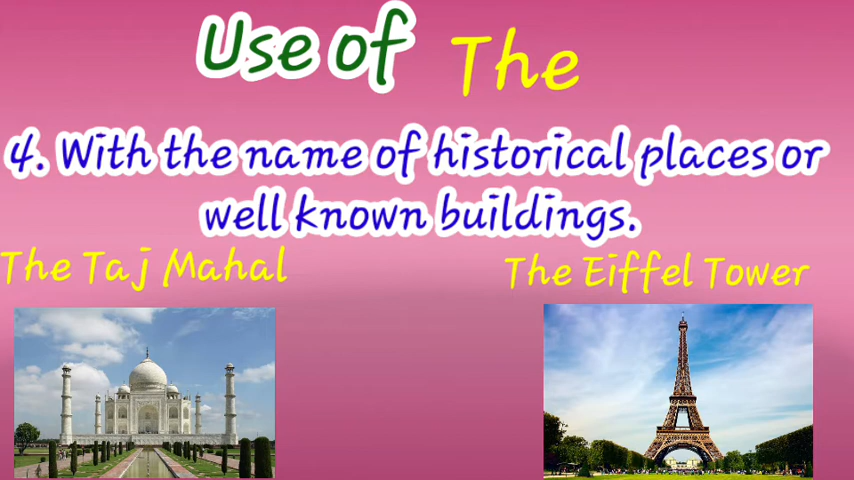 Use of The
4. With the name of historical places or
well known buildings.
The Taj Mahal
The Eiffel Tower